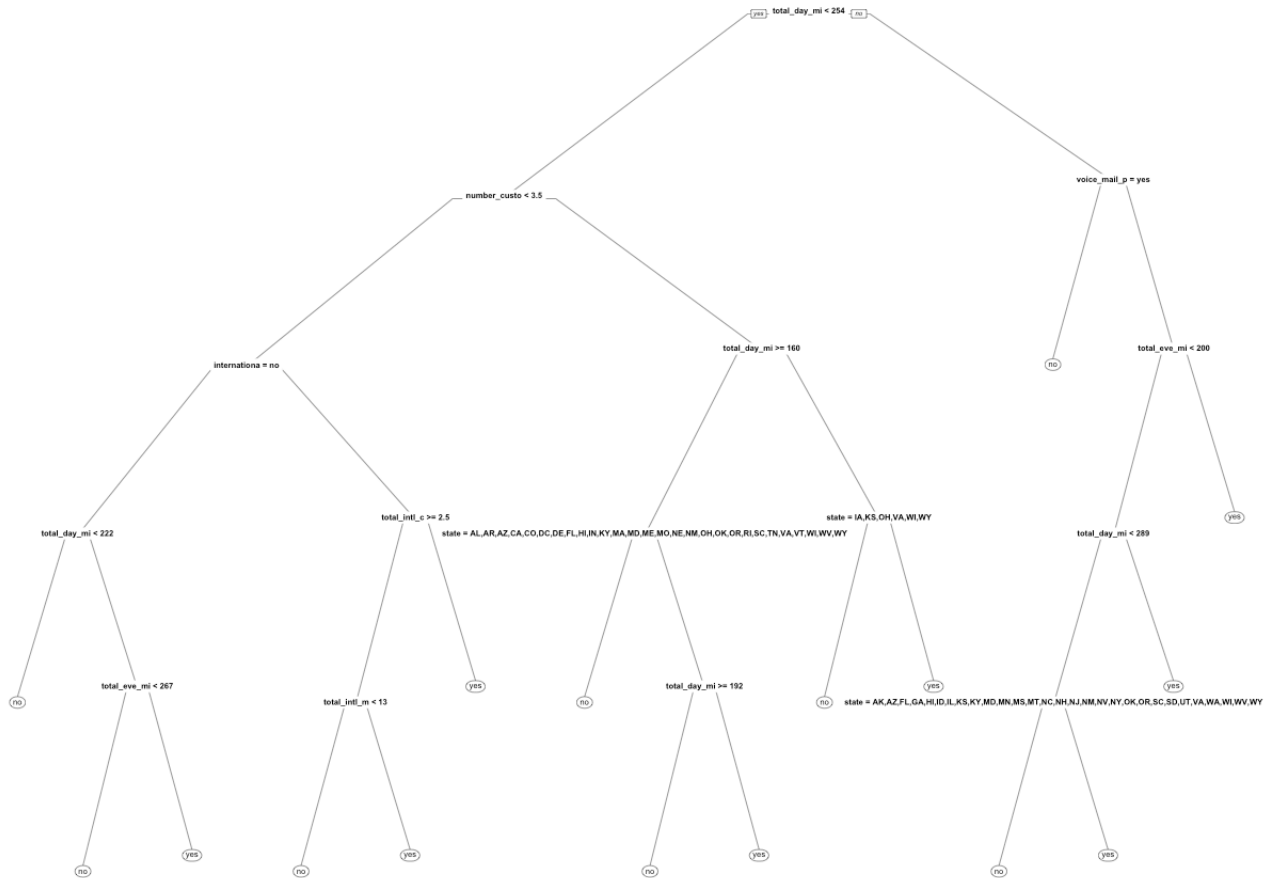 yes total_day_mi < 254 no
voice_mail_p = yes
number_custo < 3.5
total_day_mi >= 160
total_eve_mi < 200
internationa = no
no
total_intl_c >= 2.5
state = IA,KS,OH,VA,WI,WY
yes
total_day_mi < 222
state = AL,AR,AZ,CA,CO,DC,DE,FL,HI,IN,KY,MA,MD,ME,MO,NE,NM,OH,OK,OR,RI,SC,TN,VA,VT,WI,WV,WY
total_day_mi < 289
total_eve_mi < 267
yes
total_day_mi >= 192
yes
yes
no
total_intl_m < 13
no
no
state = AK,AZ,FL,GA,HI,ID,IL,KS,KY,MD,MN,MS,MT,NC,NH,NJ,NM,NV,NY,OK,OR,SC,SD,UT,VA,WA,WI,WV,WY
yes
yes
yes
yes
no
no
no
no